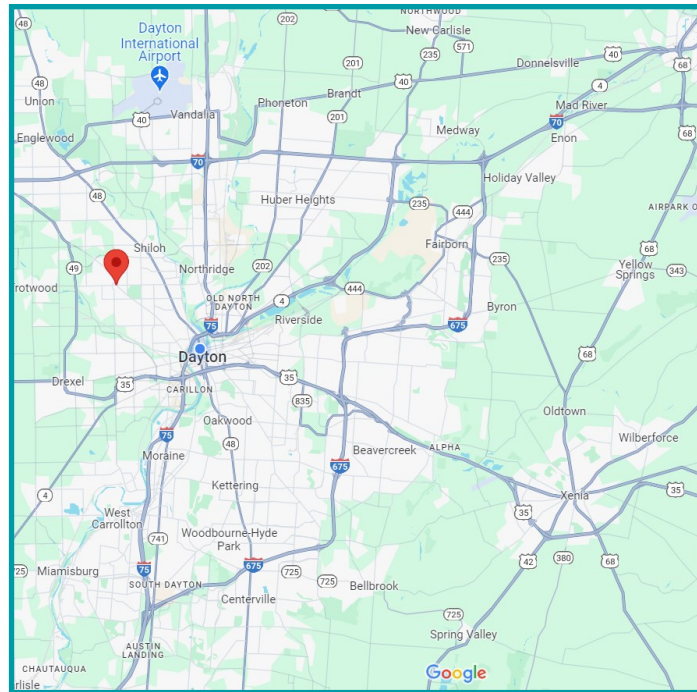 NORTHWOOD
48
Dayton
International
Airport
202
New Carlisle
571
235
40
Donnelsville
68
201
40
4
48
Union
Brandt
Phoneton
Mad River
40
Vandalia
201
70
Enon
68
Englewood
Medway
70
Holiday Valley
48
Huber Heights
235
444
AIRPARK O
Shiloh
Fairborn
68
49
Northridge
202
235
Yellow
Springs
343
rotwood
444
OLD NORTH
DAYTON
4
Byron
75
Riverside
675
Dayton
68
Drexel
35
35
CARILLON
835
Oldtown
Oakwood
75
48
ALPHA
Wilberforce
Moraine
Beavercreek
675
Kettering
4
Xenia
35
West
Carrollton
35
741
Woodbourne-Hyde
Park
725
Miamisburg
75
675
725
725
42
380
68
SOUTH DAYTON
Bellbrook
Centerville
725
Spring Valley
AUSTIN
LANDING
CHAUTAUQUA
Google
rlisle